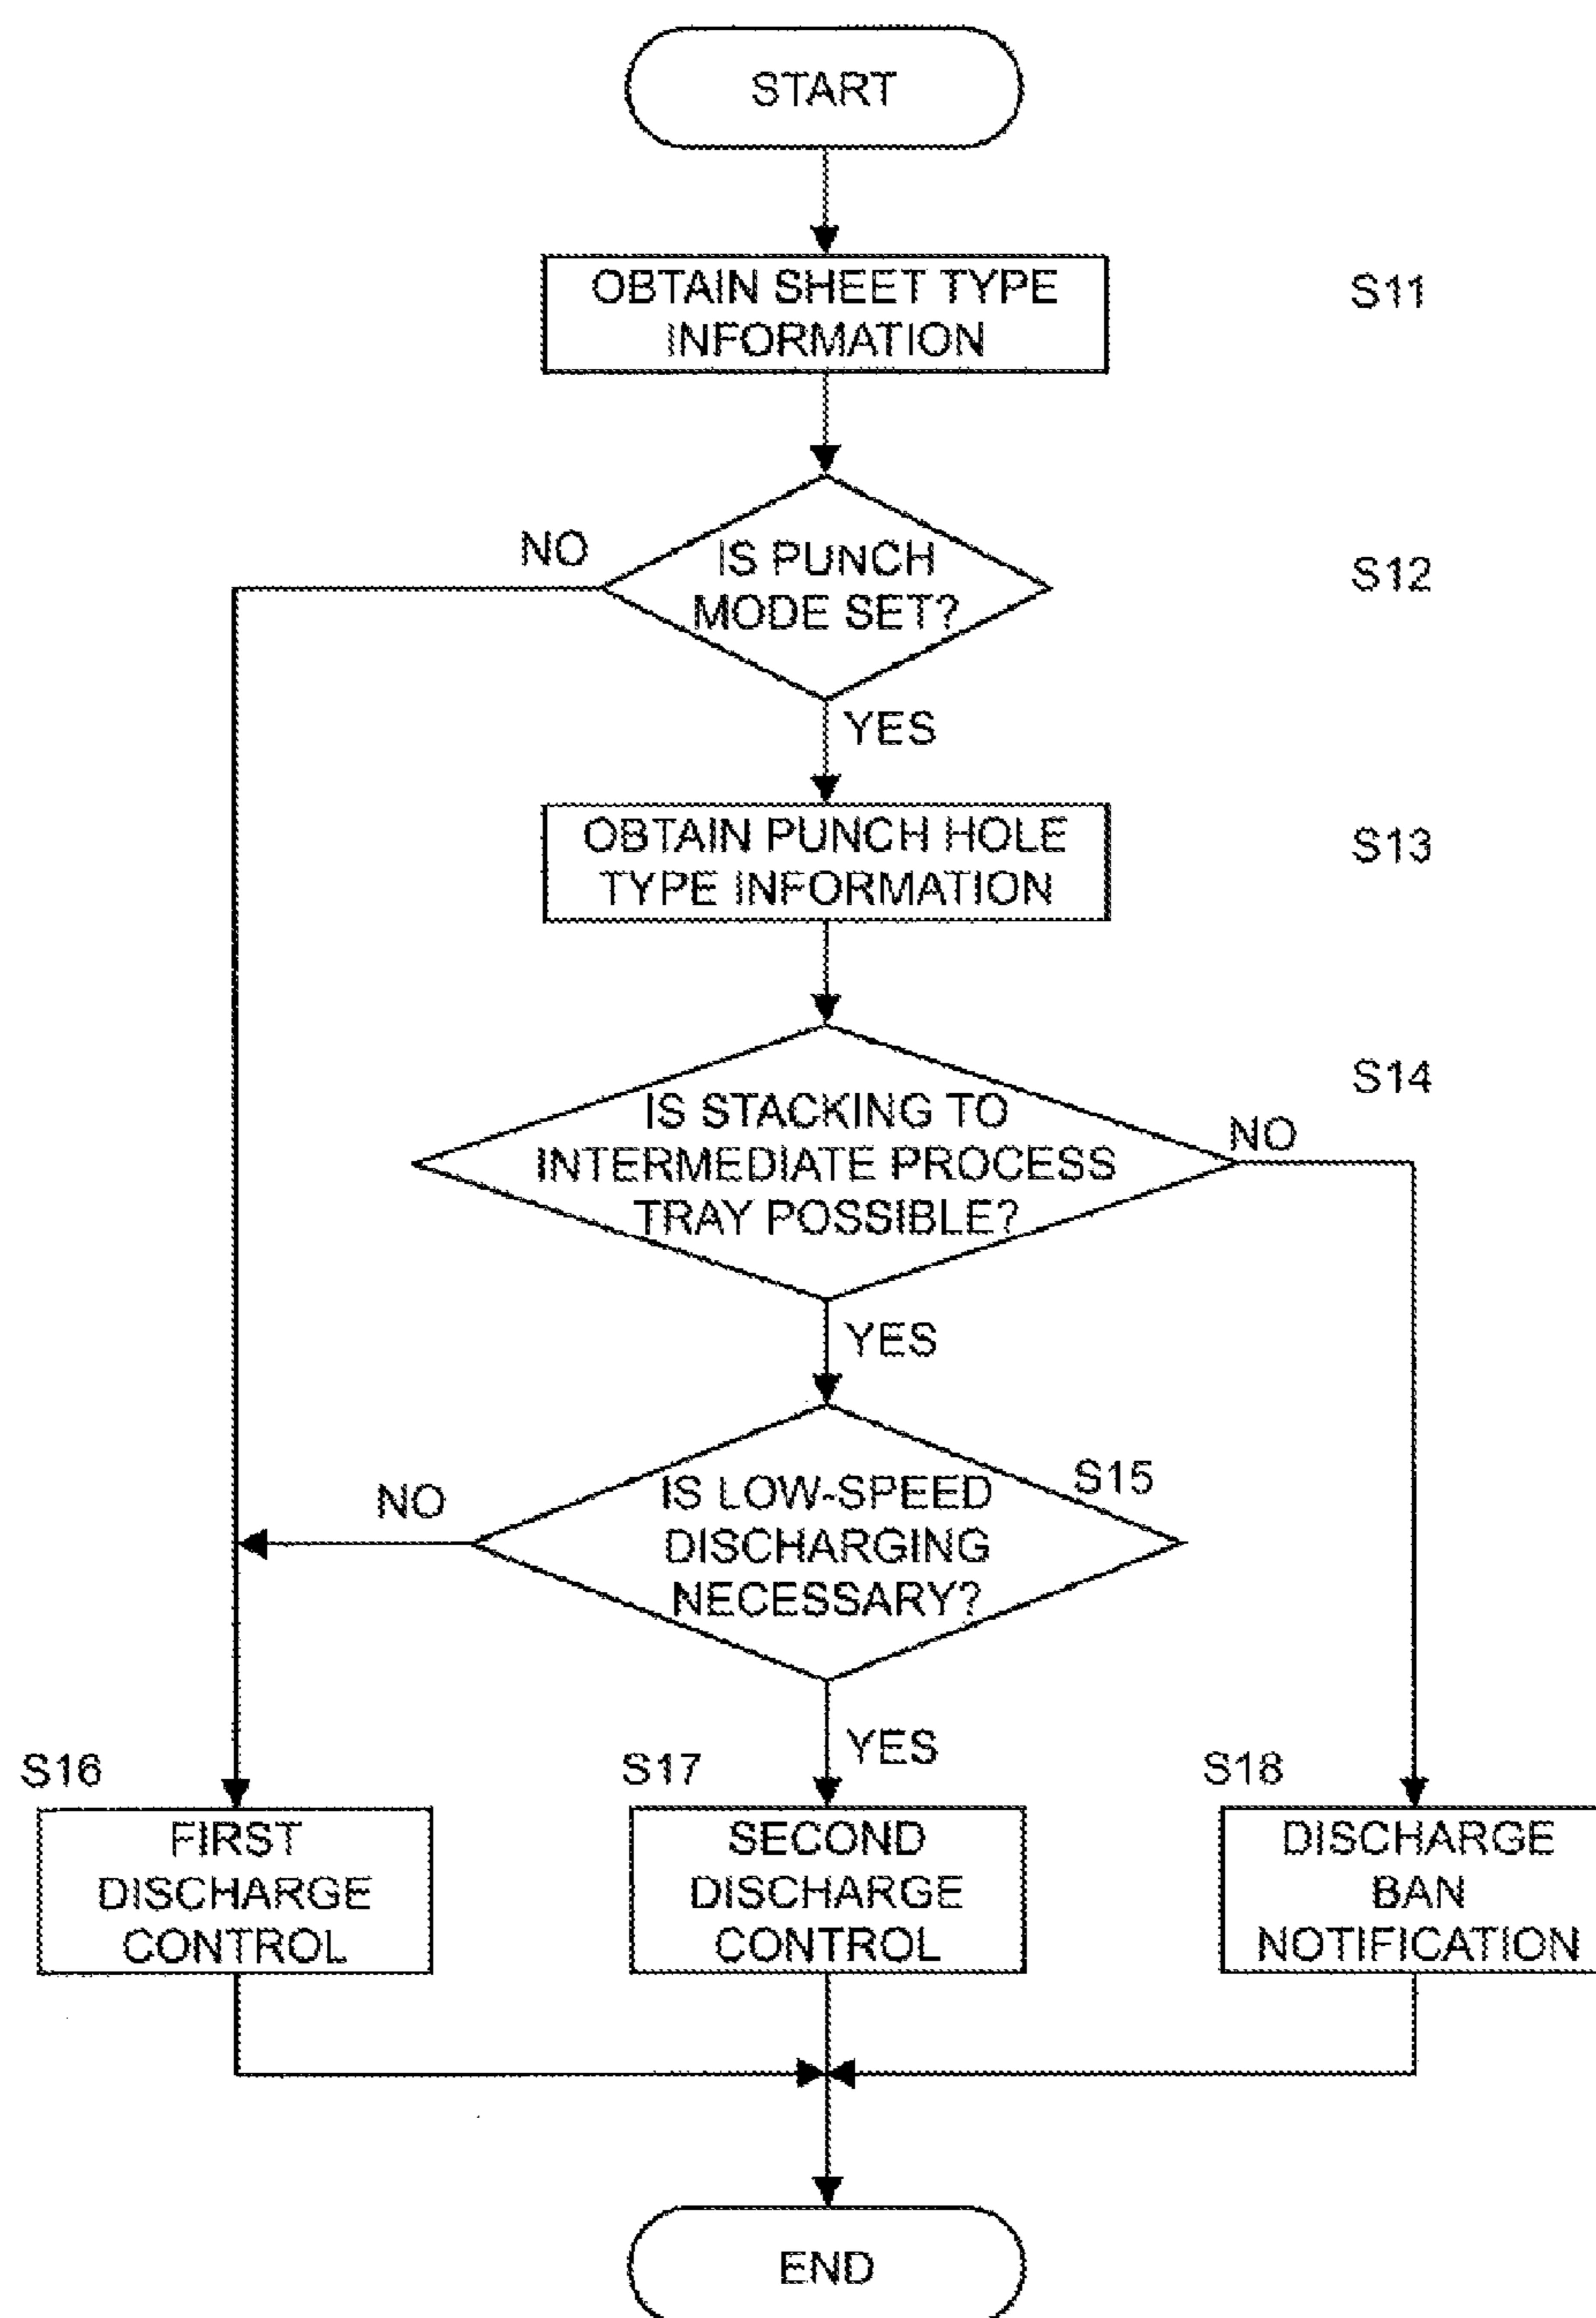 START
OBTAIN SHEET TYPE
INFORMATION
S11
NO
IS PUNCH
MODE SET?
S12
YES
OBTAIN PUNCH HOLE
TYPE INFORMATION
S13
IS STACKING TO
INTERMEDIATE PROCESS
TRAY POSSIBLE?
S14
NO
YES
NO
IS LOW-SPEED
DISCHARGING
NECESSARY?
S15
YES
S16
FIRST
DISCHARGE
CONTROL
S17
SECOND
DISCHARGE
CONTROL
S18
DISCHARGE
BAN
NOTIFICATION
END